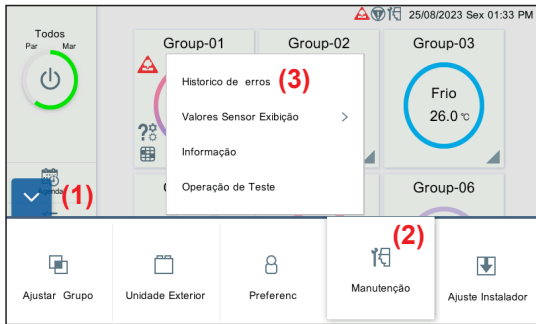 25/08/2023 Sex 01:33 PM
Todos
Par Mar
Group-01
Group-02
Group-03
Frio
26.0 °C
Historico de erros (3)
Valores Sensor Exibição >
Informação
Operação de Teste
Agenda
(1)
Group-06
(2)
Ajustar Grupo
Unidade Exterior
Preferenc
Manutenção
Ajuste Instalador